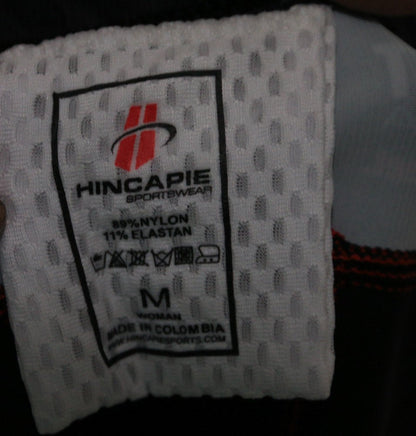 HINCAPIE
SPORTSWEAR
89%NYLON
11% ELASTAN
M
WOMAN
MADE IN COLOMBIA
WWW.HINCAPIESPORTS.COM